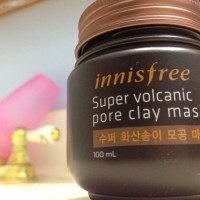 innisfree
Super volcanic
pore clay mas
수퍼 화산송이 모공 마
100 mL